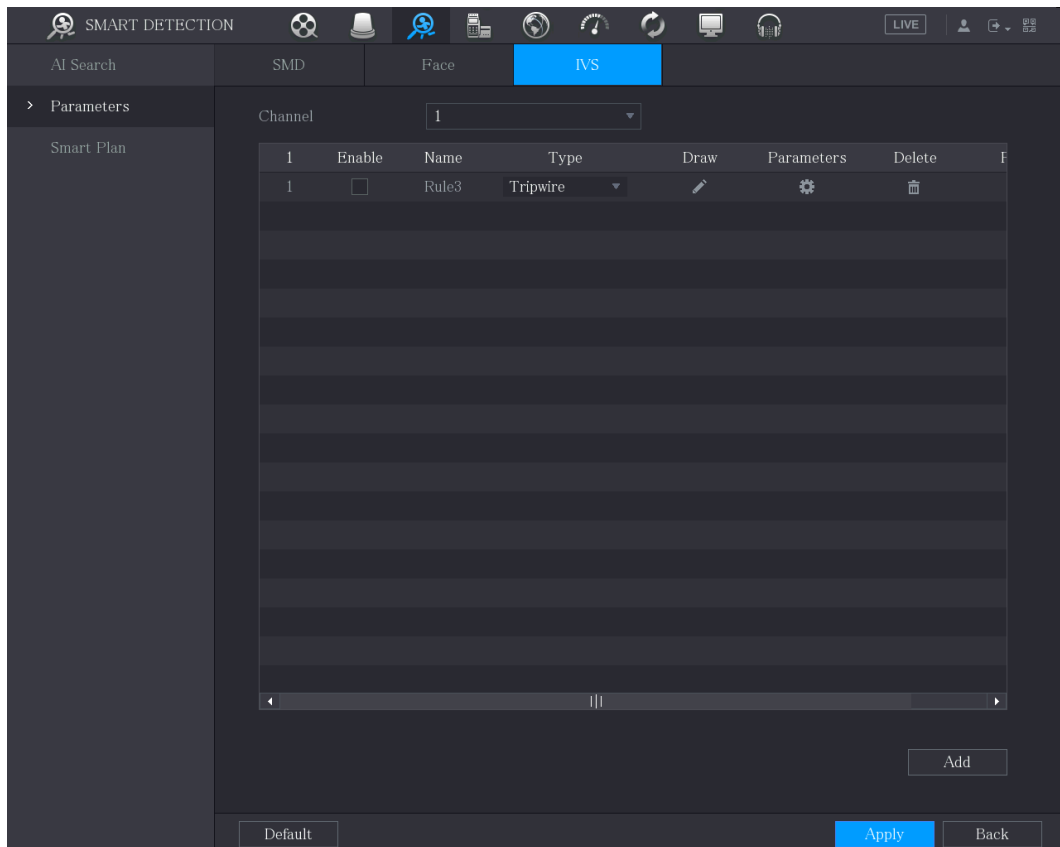 SMART DETECTION LIVE
AI Search SMD Face IVS
Parameters
Channel 1
Smart Plan
1 Enable Name Type Draw Parameters Delete
1 Rule3 Tripwire
Add
Default Apply Back